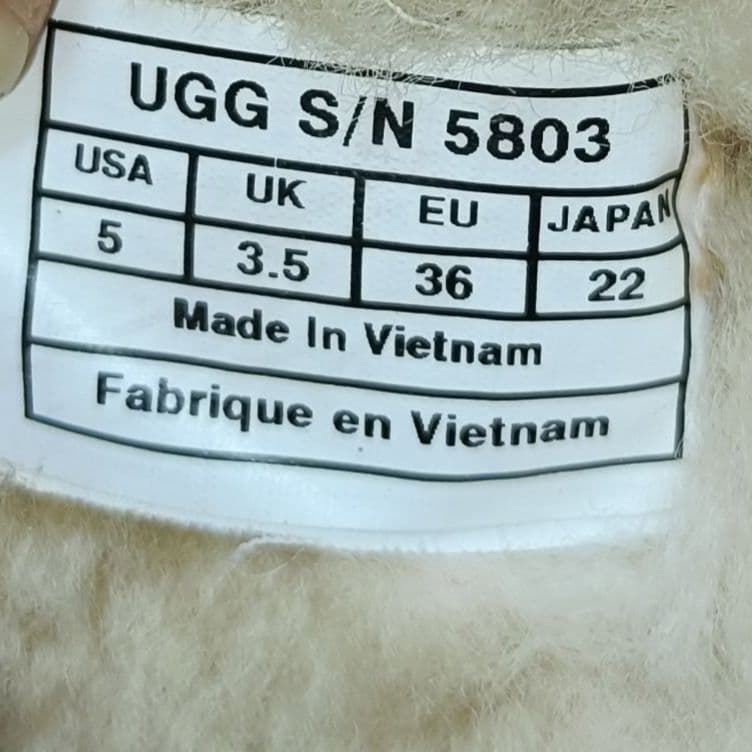 UGG S/N 5803
USA UK EU JAPAN
5 3.5 36 22
Made In Vietnam
Fabrique en Vietnam